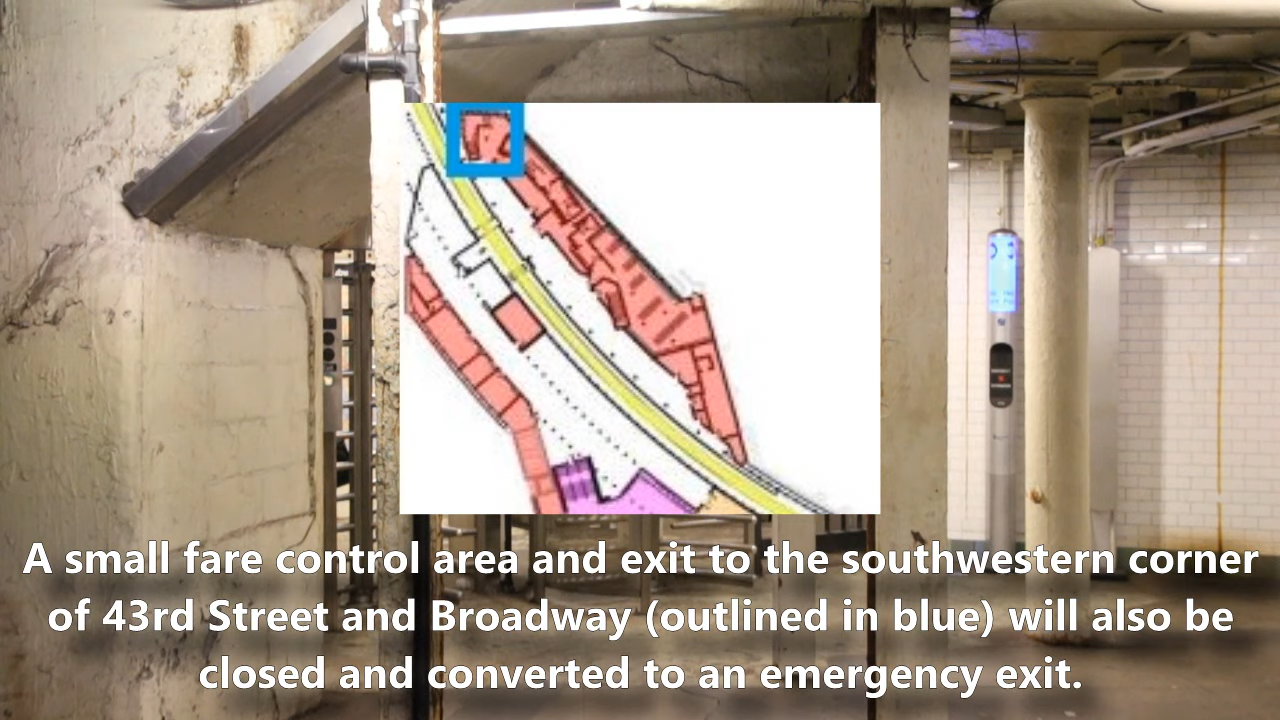 A small fare control area and exit to the southwestern corner
of 43rd Street and Broadway (outlined in blue) will also be
closed and converted to an emergency exit.